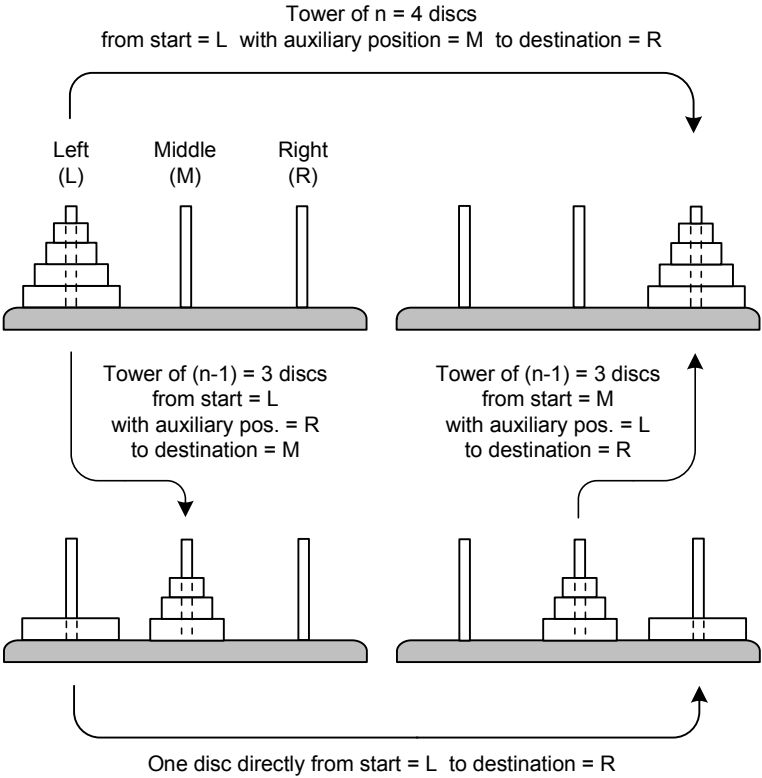 Tower of n = 4 discs
from start = L with auxiliary position = M to destination = R
Left
(L)
Middle
(M)
Right
(R)
Tower of (n-1) = 3 discs
from start = L
with auxiliary pos. = R
to destination = M
Tower of (n-1) = 3 discs
from start = M
with auxiliary pos. = L
to destination = R
One disc directly from start = L to destination = R